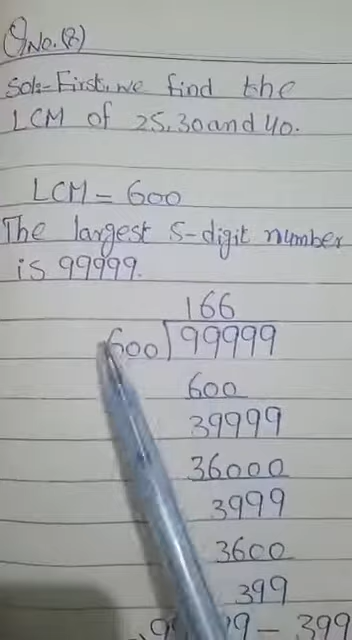 QNo.(8)
Sol:- First, we find the
LCM of 25, 30 and 40.
LCM = 600
The largest 5-digit number
is 99999.
166
600)99999
600
39999
36000
3999
3600
399
- 399